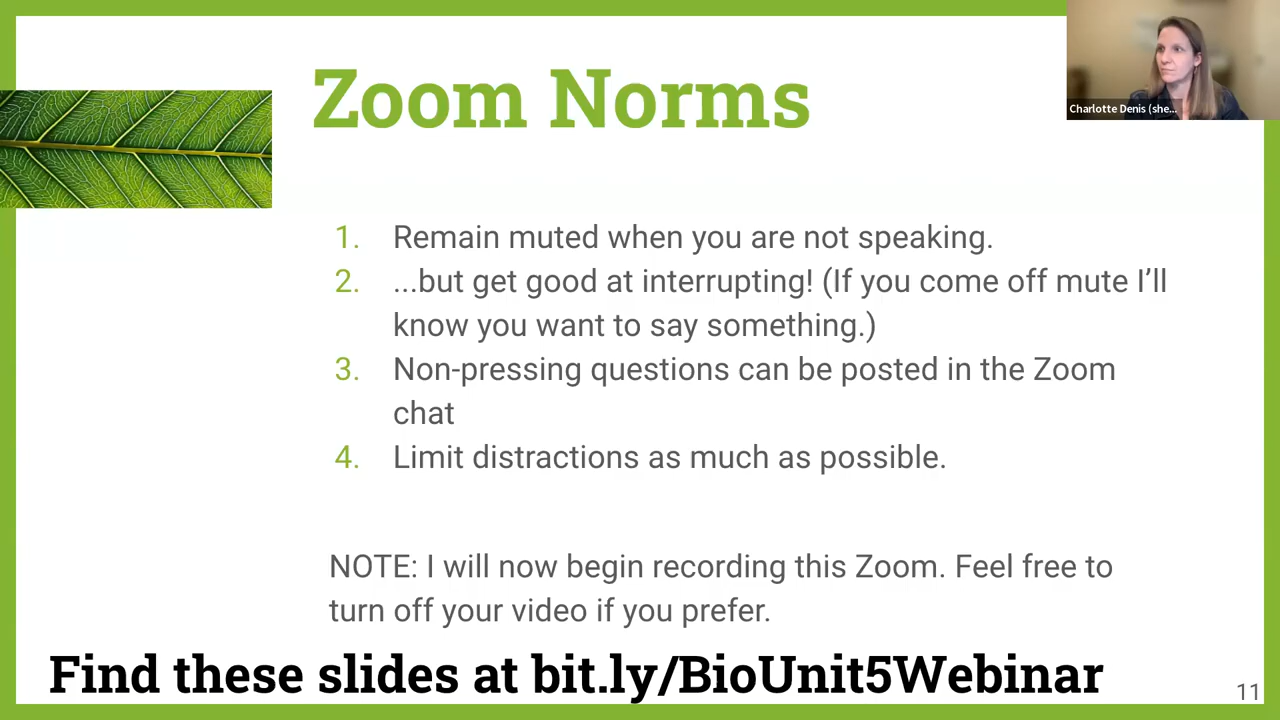 Zoom Norms
Charlotte Denis (she...
1. Remain muted when you are not speaking.
2. ...but get good at interrupting! (If you come off mute I’ll
know you want to say something.)
3. Non-pressing questions can be posted in the Zoom
chat
4. Limit distractions as much as possible.
NOTE: I will now begin recording this Zoom. Feel free to
turn off your video if you prefer.
Find these slides at bit.ly/BioUnit5Webinar
11